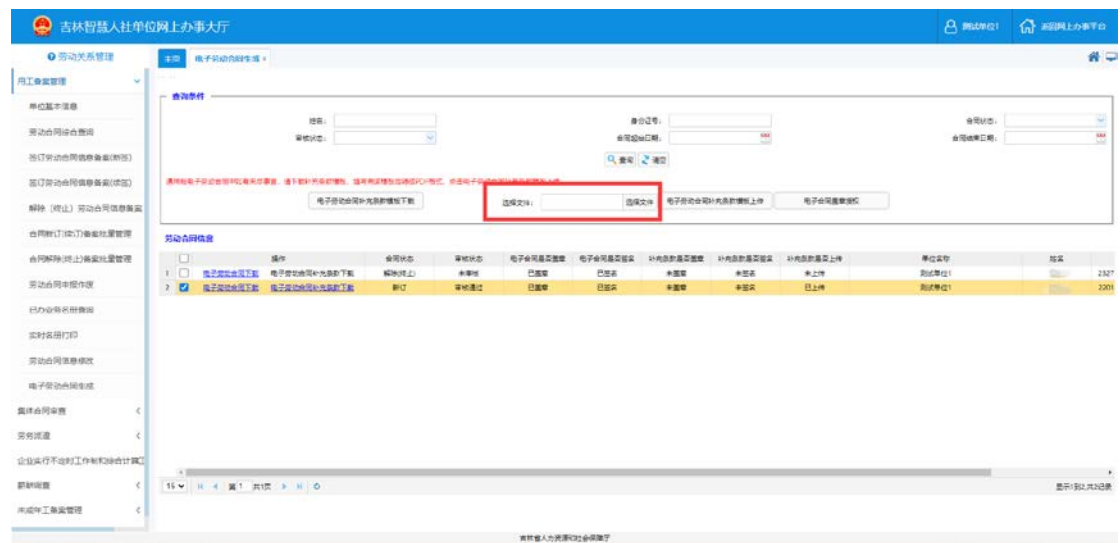 吉林智慧人社单位网上办事大厅 测试单位1 返回网上办事平台
劳动关系管理 主页 电子劳动合同生成×
用工备案管理
单位基本信息
劳动合同综合查询
签订劳动合同信息备案(新签)
签订劳动合同信息备案(续签)
解除（终止）劳动合同信息备案
合同新订(续订)备案批量管理
合同解除(终止)备案批量管理
劳动合同未报作废
已办业务名册查询
实时名册打印
劳动合同信息修改
电子劳动合同生成
集体合同审查
劳务派遣
企业实行不定时工作制和综合计算工
薪酬调查
未成年工备案管理
查询条件
姓名: 身份证号: 合同状态:
审核状态: 合同起始日期: 合同结束日期:
查询 清空
电子劳动合同补充条款模板下载 选择文件: 选择文件 电子劳动合同补充条款模板上传 电子合同盖章授权
劳动合同信息
操作 合同状态 审核状态 电子合同是否盖章 电子合同是否签名 补充条款是否盖章 补充条款是否签名 补充条款是否上传 单位名称 姓名
1 电子劳动合同下载 电子劳动合同补充条款下载 解除(终止) 未审核 已盖章 已签名 未盖章 未签名 未上传 测试单位1 2327
2 电子劳动合同下载 电子劳动合同补充条款下载 新订 审核通过 已盖章 已签名 未盖章 未签名 已上传 测试单位1 2201
15 第 1 共1页 显示1到2,共2记录
吉林省人力资源和社会保障厅